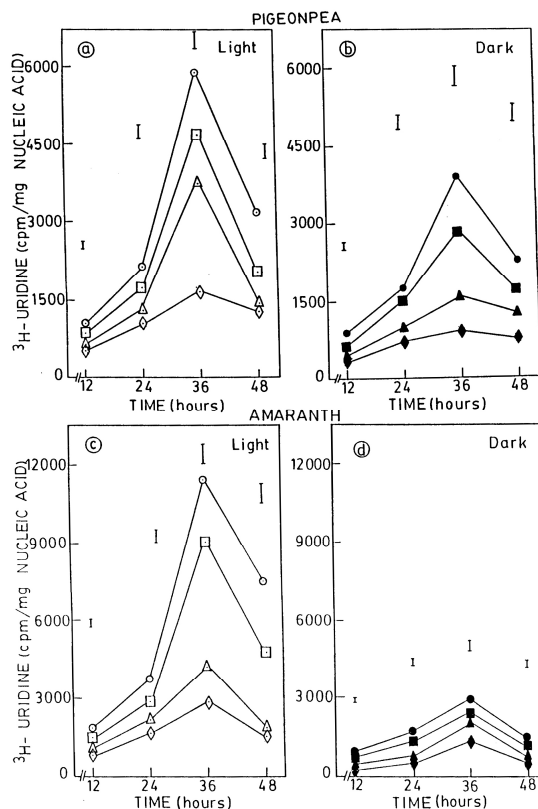 PIGEONPEA
ⓐ Light
ⓑ Dark
³H-URIDINE (cpm/mg NUCLEIC ACID)
6000
4500
3000
1500
0
6000
4500
3000
1500
0
12 24 36 48
TIME (hours)
12 24 36 48
TIME (hours)
AMARANTH
ⓒ Light
ⓓ Dark
³H- URIDINE (cpm/mg NUCLEIC ACID)
12000
9000
6000
3000
0
12000
9000
6000
3000
0
12 24 36 48
TIME (hours)
12 24 36 48
TIME (hours)